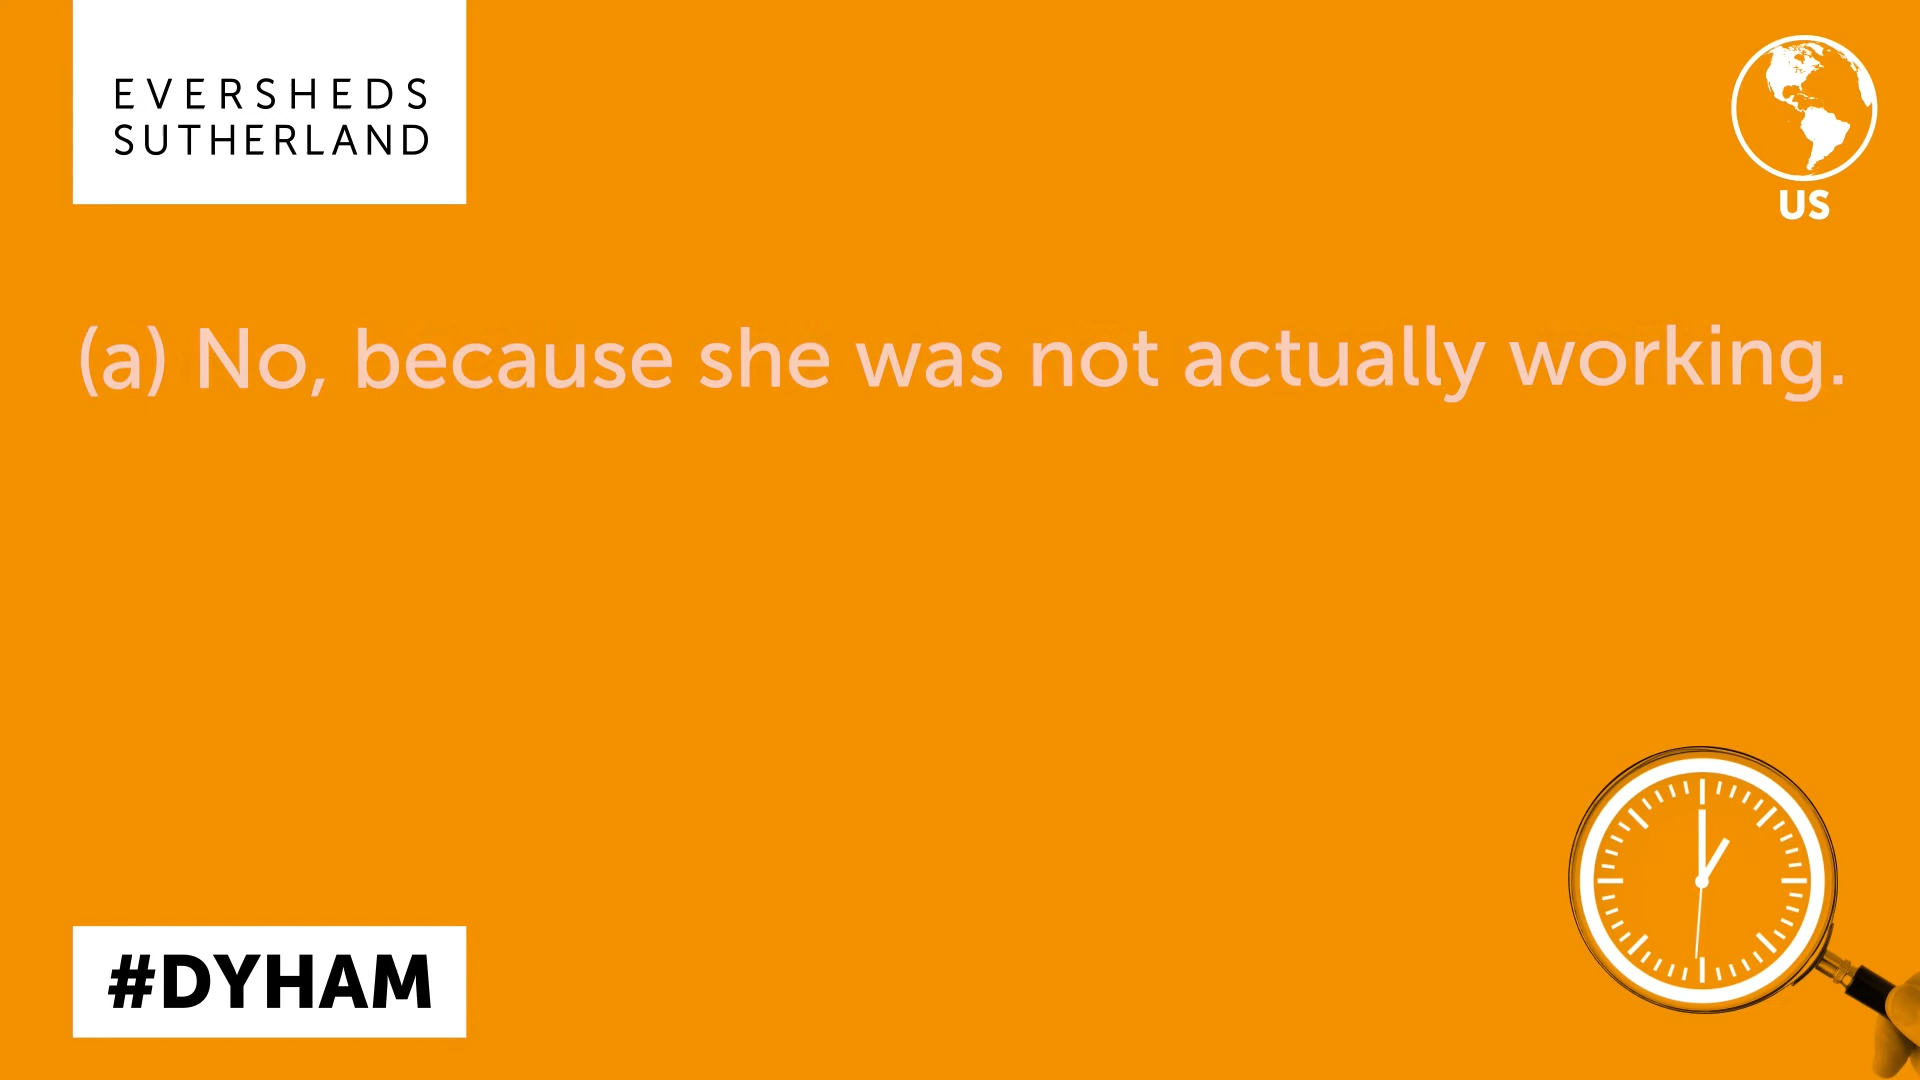 EVERSHEDS
SUTHERLAND
US
(a) No, because she was not actually working.
#DYHAM